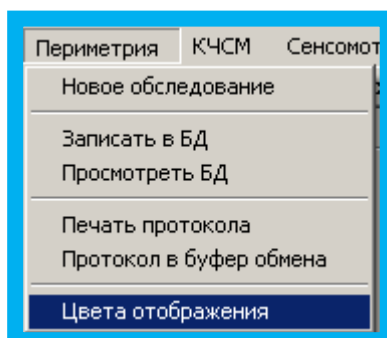 Периметрия КЧСМ Сенсомот
Новое обследование
Записать в БД
Просмотреть БД
Печать протокола
Протокол в буфер обмена
Цвета отображения